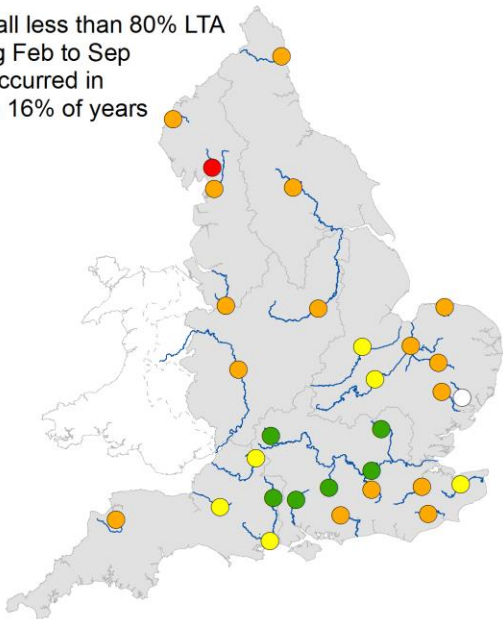 all less than 80% LTA
g Feb to Sep
ccurred in
16% of years